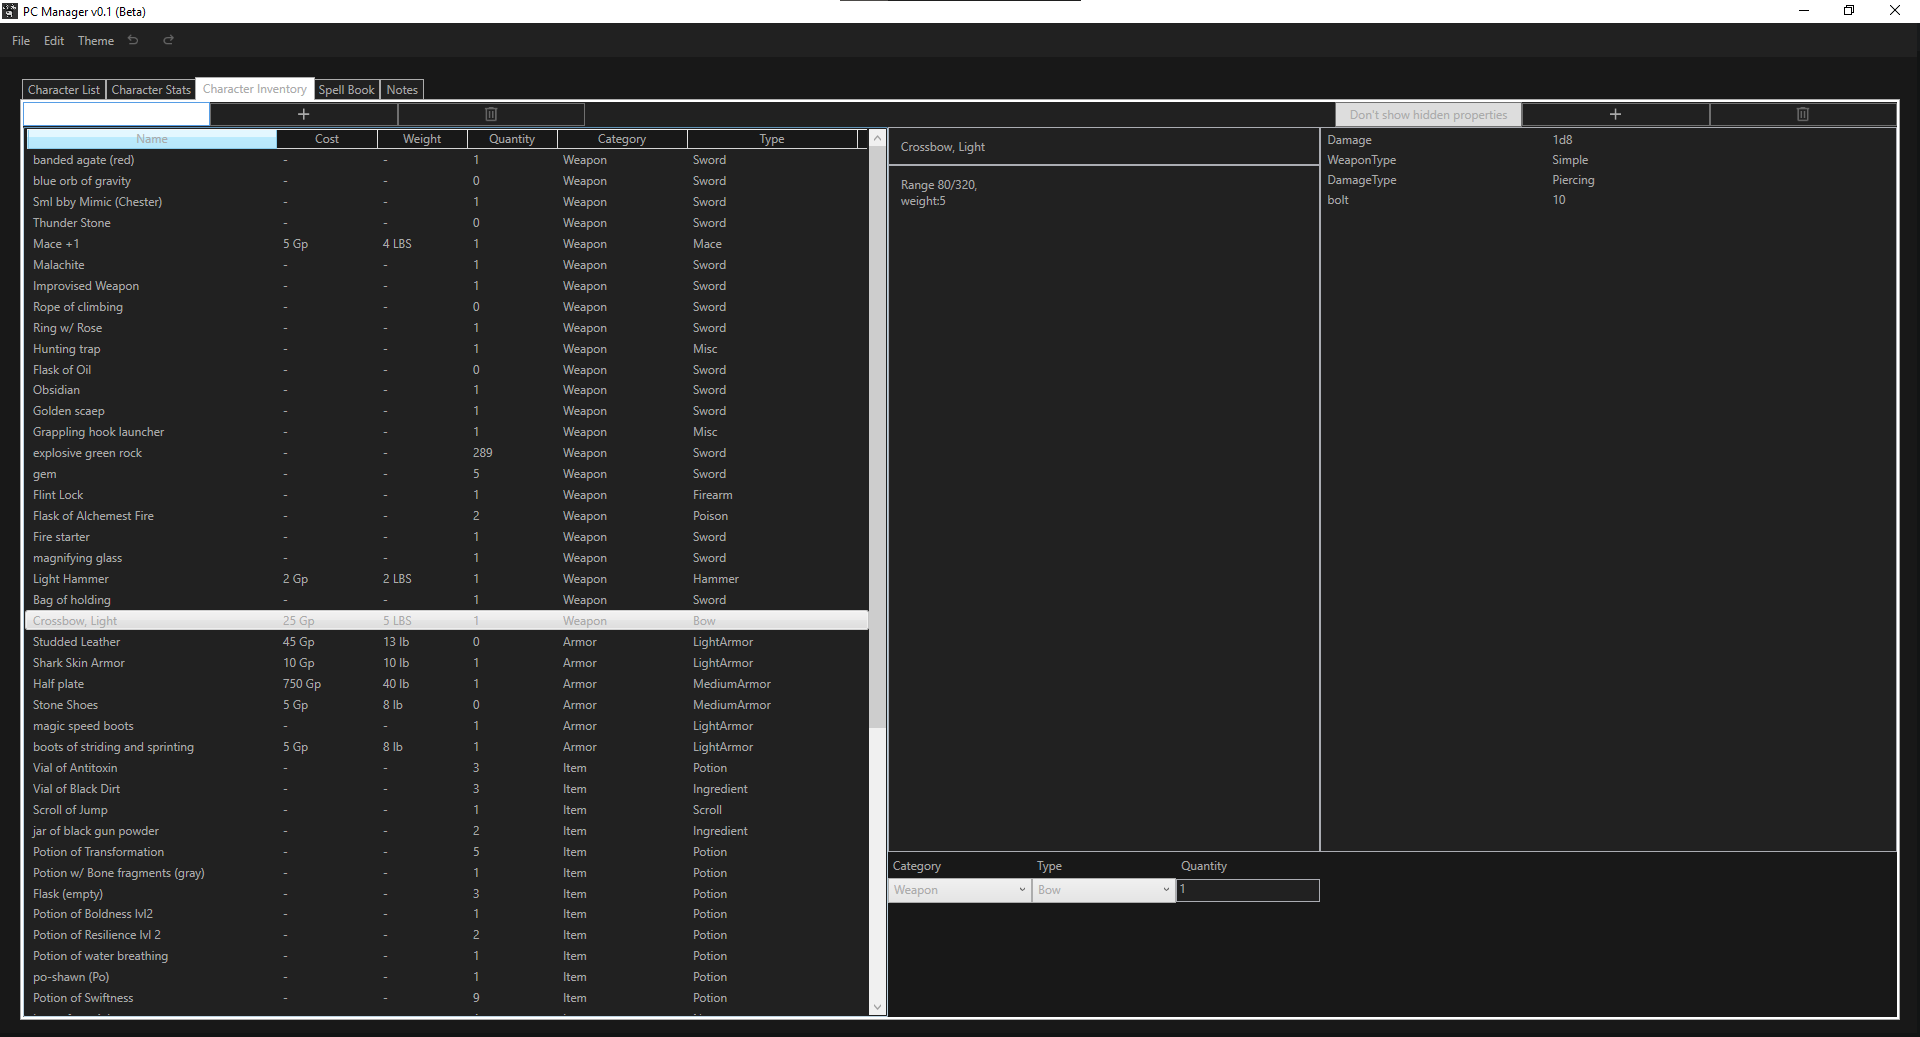 PC Manager v0.1 (Beta)
File Edit Theme
Character List Character Stats Character Inventory Spell Book Notes
Don't show hidden properties
Name Cost Weight Quantity Category Type
banded agate (red) - - 1 Weapon Sword
blue orb of gravity - - 0 Weapon Sword
Sml bby Mimic (Chester) - - 1 Weapon Sword
Thunder Stone - - 0 Weapon Sword
Mace +1 5 Gp 4 LBS 1 Weapon Mace
Malachite - - 1 Weapon Sword
Improvised Weapon - - 1 Weapon Sword
Rope of climbing - - 0 Weapon Sword
Ring w/ Rose - - 1 Weapon Sword
Hunting trap - - 1 Weapon Misc
Flask of Oil - - 0 Weapon Sword
Obsidian - - 1 Weapon Sword
Golden scaep - - 1 Weapon Sword
Grappling hook launcher - - 1 Weapon Misc
explosive green rock - - 289 Weapon Sword
gem - - 5 Weapon Sword
Flint Lock - - 1 Weapon Firearm
Flask of Alchemest Fire - - 2 Weapon Poison
Fire starter - - 1 Weapon Sword
magnifying glass - - 1 Weapon Sword
Light Hammer 2 Gp 2 LBS 1 Weapon Hammer
Bag of holding - - 1 Weapon Sword
Crossbow, Light 25 Gp 5 LBS 1 Weapon Bow
Studded Leather 45 Gp 13 lb 0 Armor LightArmor
Shark Skin Armor 10 Gp 10 lb 1 Armor LightArmor
Half plate 750 Gp 40 lb 1 Armor MediumArmor
Stone Shoes 5 Gp 8 lb 0 Armor MediumArmor
magic speed boots - - 1 Armor LightArmor
boots of striding and sprinting 5 Gp 8 lb 1 Armor LightArmor
Vial of Antitoxin - - 3 Item Potion
Vial of Black Dirt - - 3 Item Ingredient
Scroll of Jump - - 1 Item Scroll
jar of black gun powder - - 2 Item Ingredient
Potion of Transformation - - 5 Item Potion
Potion w/ Bone fragments (gray) - - 1 Item Potion
Flask (empty) - - 3 Item Potion
Potion of Boldness lvl2 - - 1 Item Potion
Potion of Resilience lvl 2 - - 2 Item Potion
Potion of water breathing - - 1 Item Potion
po-shawn (Po) - - 1 Item Potion
Potion of Swiftness - - 9 Item Potion
Crossbow, Light
Range 80/320,
weight:5
Damage 1d8
WeaponType Simple
DamageType Piercing
bolt 10
Category Type Quantity
Weapon Bow 1